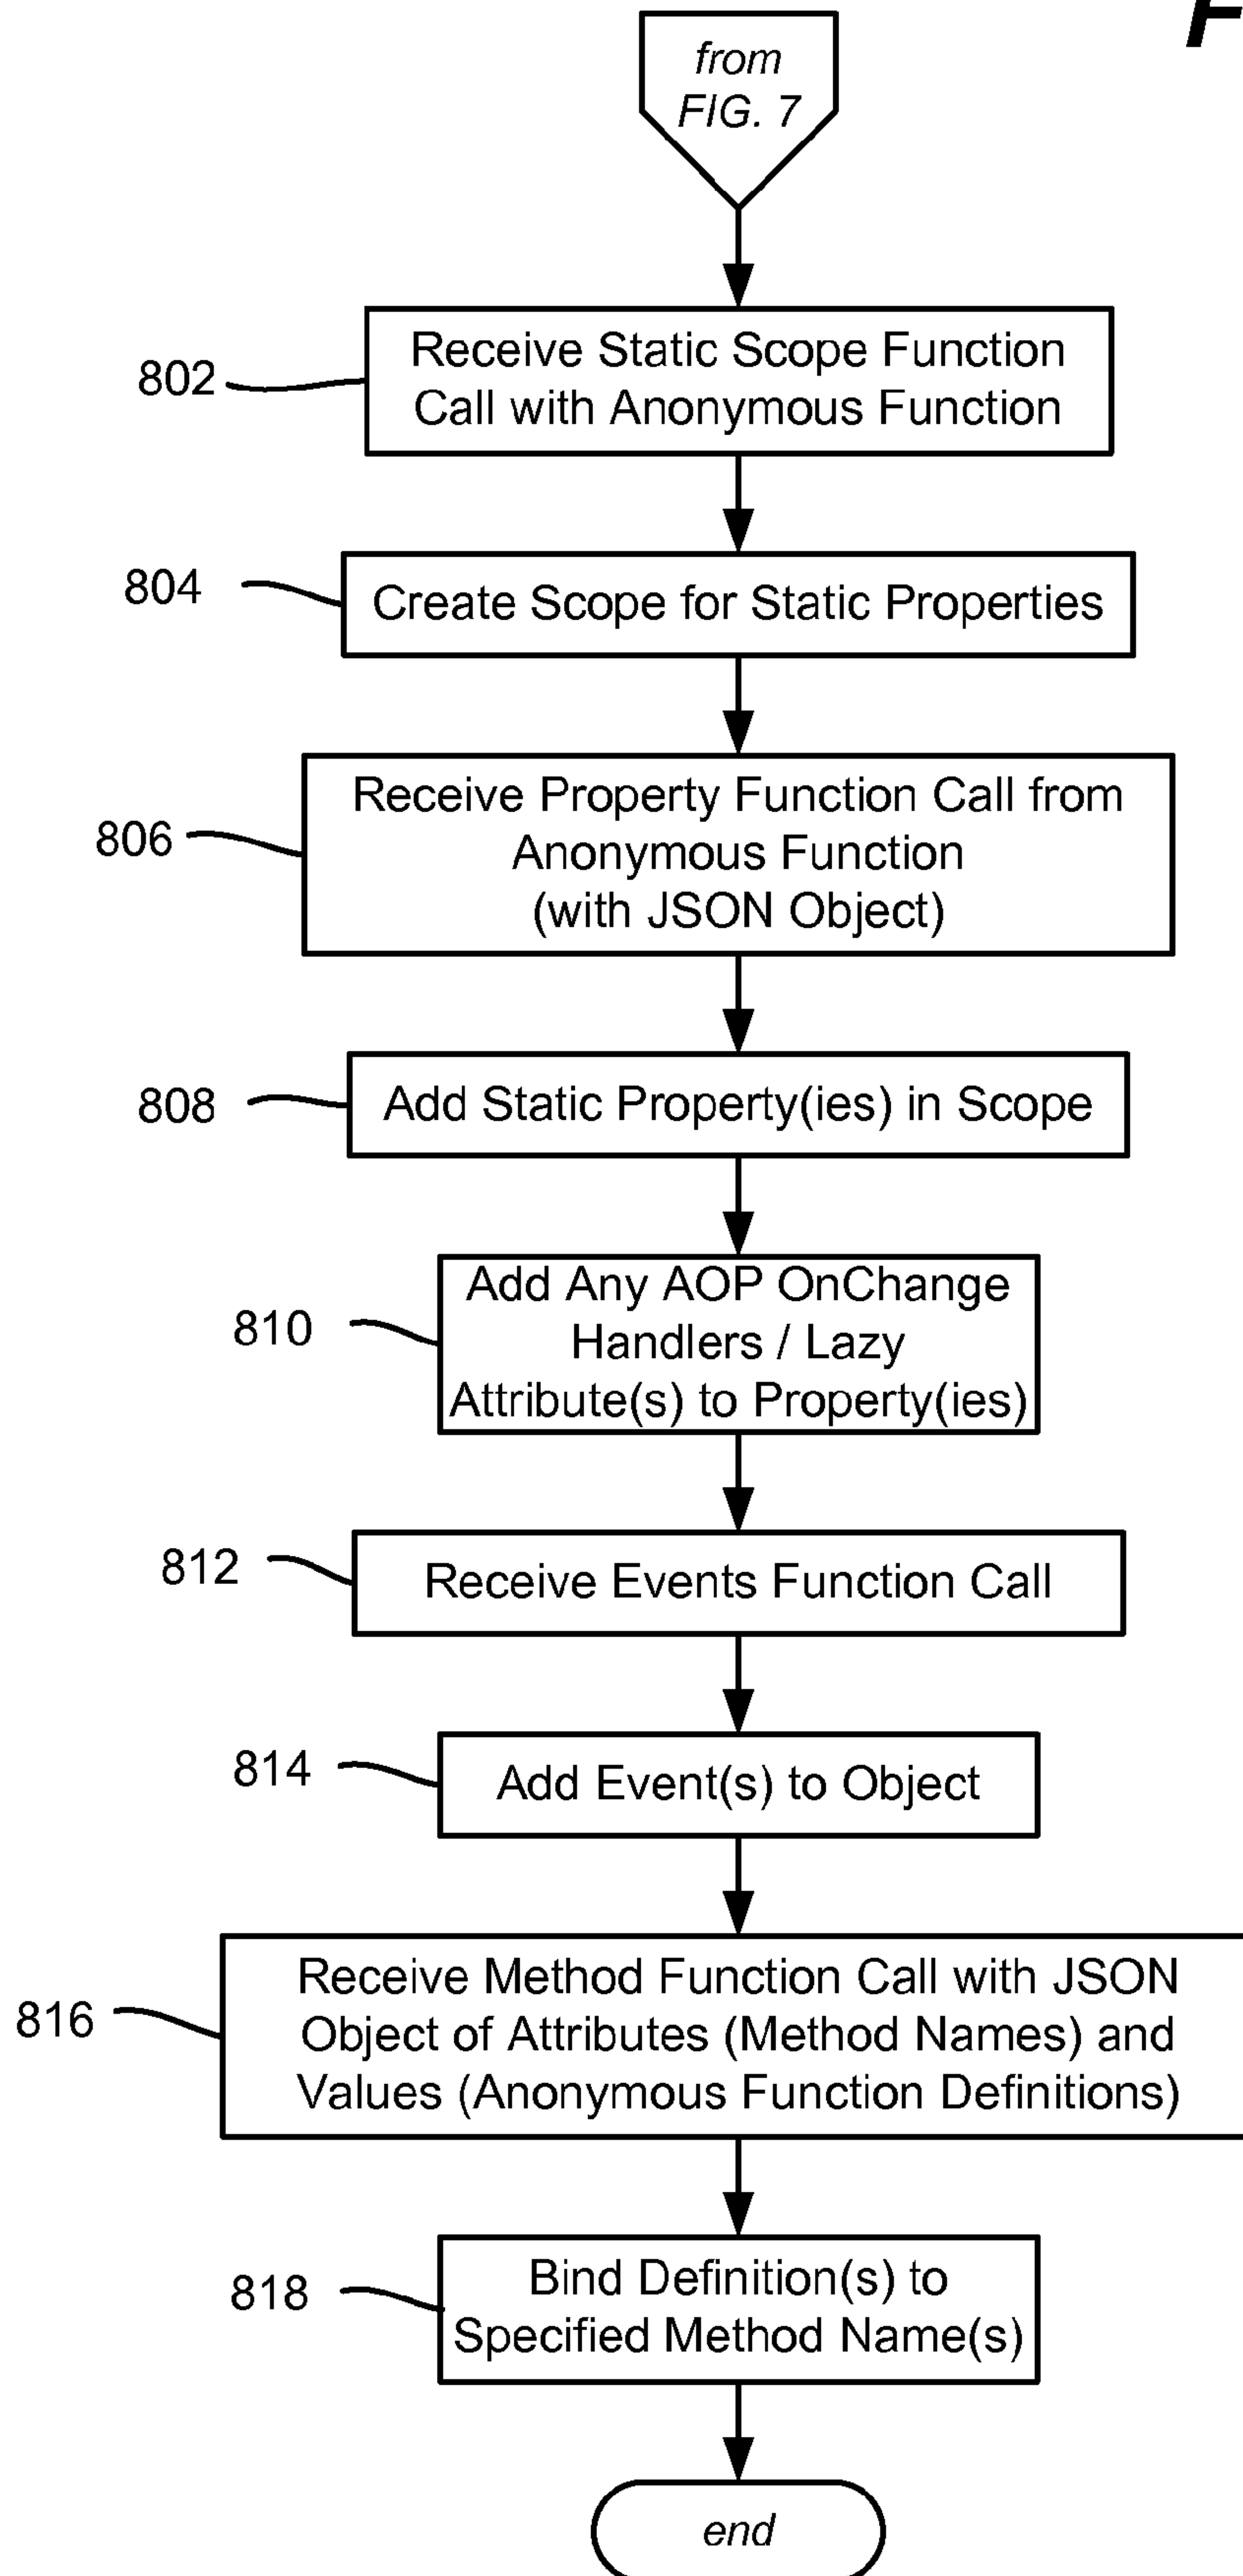 F
from
FIG. 7
802
Receive Static Scope Function
Call with Anonymous Function
804
Create Scope for Static Properties
806
Receive Property Function Call from
Anonymous Function
(with JSON Object)
808
Add Static Property(ies) in Scope
810
Add Any AOP OnChange
Handlers / Lazy
Attribute(s) to Property(ies)
812
Receive Events Function Call
814
Add Event(s) to Object
816
Receive Method Function Call with JSON
Object of Attributes (Method Names) and
Values (Anonymous Function Definitions)
818
Bind Definition(s) to
Specified Method Name(s)
end